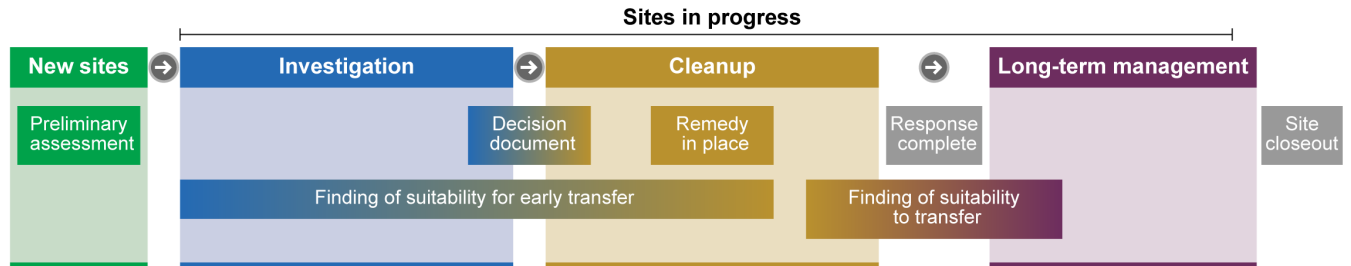 Sites in progress
New sites
Investigation
Cleanup
Long-term management
Preliminary
assessment
Decision
document
Remedy
in place
Response
complete
Site
closeout
Finding of suitability for early transfer
Finding of suitability
to transfer